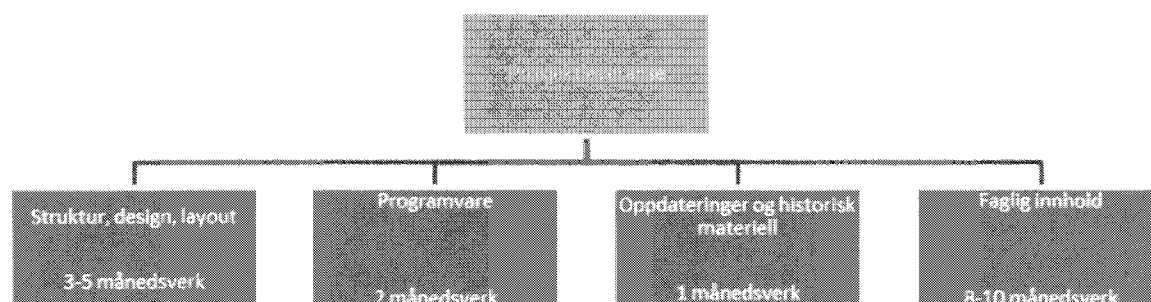 Struktur, design, layout
3-5 månedsverk
Programvare
2 månedsverk
Oppdateringer og historisk
materiell
1 månedsverk
Faglig innhold
8-10 månedsverk